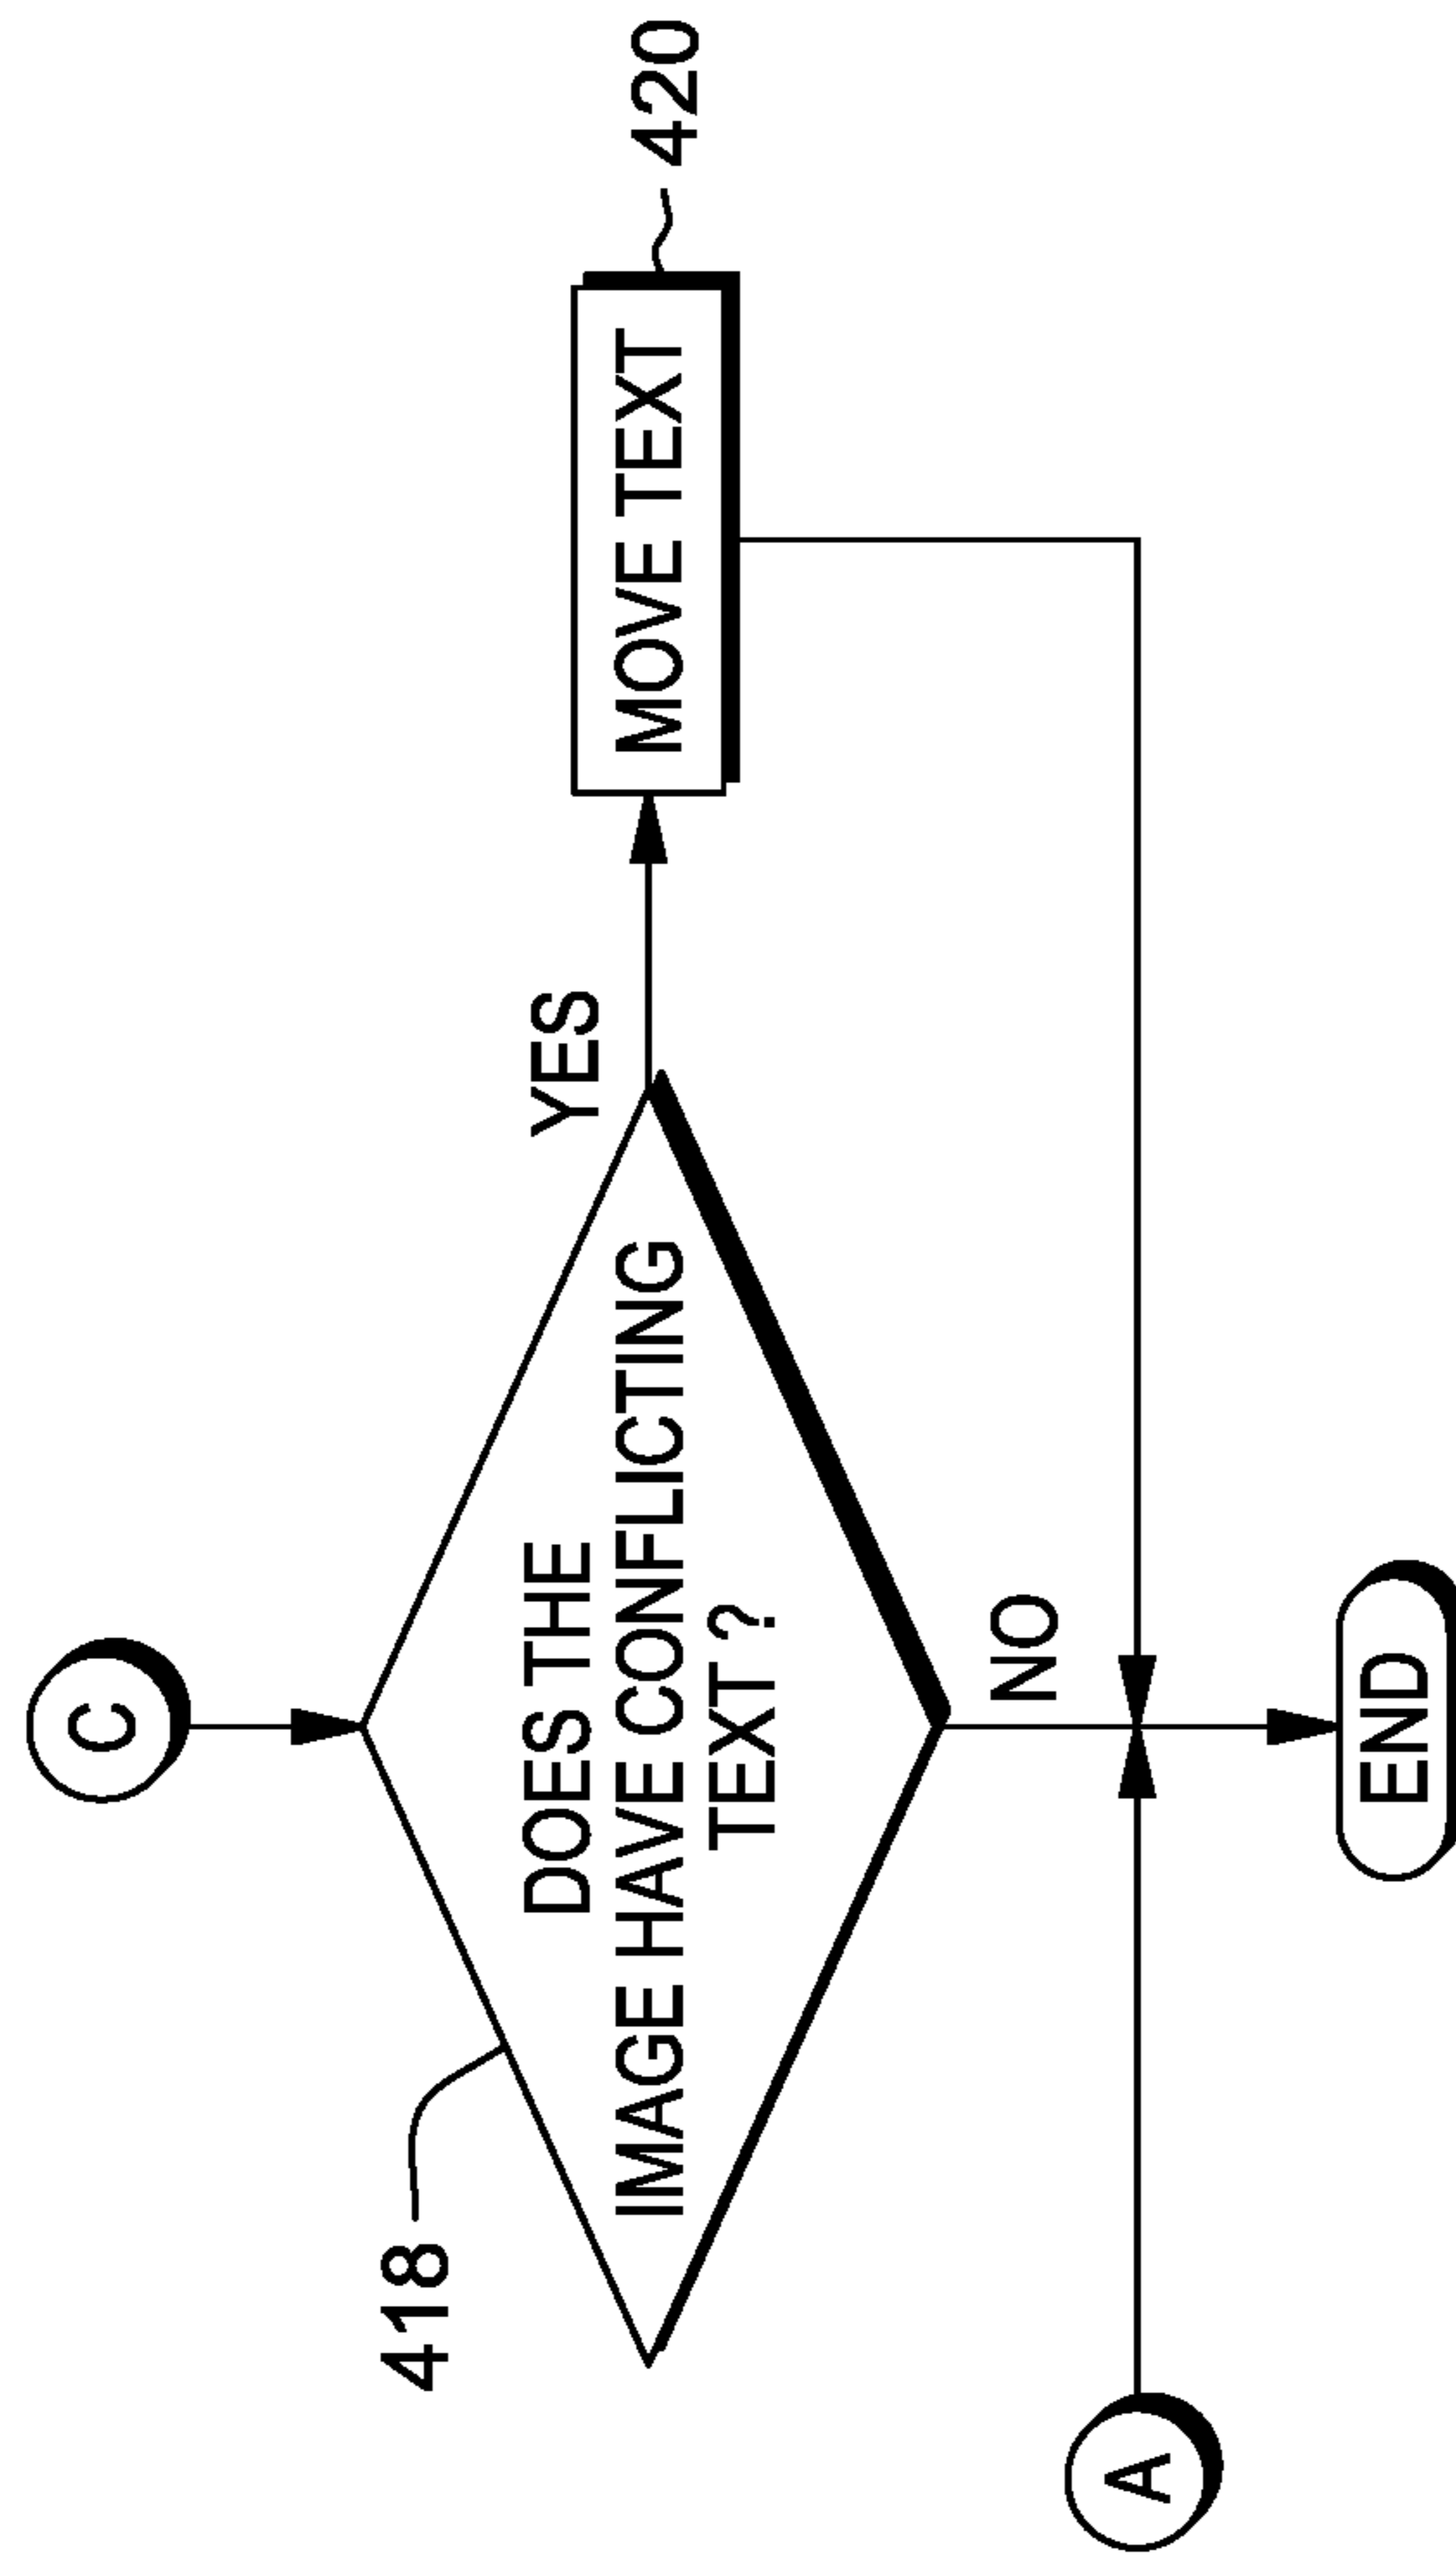 C
418
DOES THE
IMAGE HAVE CONFLICTING
TEXT ?
YES
MOVE TEXT
420
NO
A
END